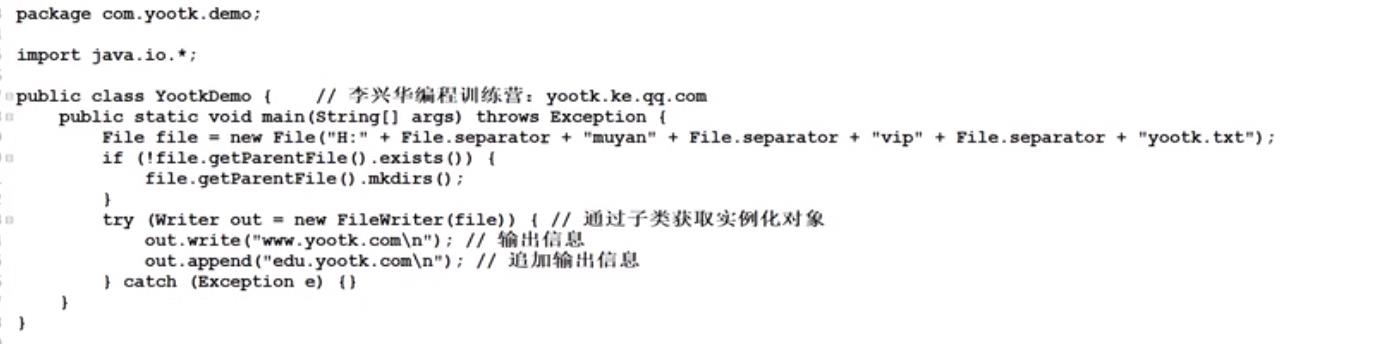 package com.yootk.demo;
import java.io.*;
public class YootkDemo {    // 李兴华编程训练营：yootk.ke.qq.com
    public static void main(String[] args) throws Exception {
        File file = new File("H:" + File.separator + "muyan" + File.separator + "vip" + File.separator + "yootk.txt");
        if (!file.getParentFile().exists()) {
            file.getParentFile().mkdirs();
        }
        try (Writer out = new FileWriter(file)) { // 通过子类获取实例化对象
            out.write("www.yootk.com\n"); // 输出信息
            out.append("edu.yootk.com\n"); // 追加输出信息
        } catch (Exception e) {}
    }
}